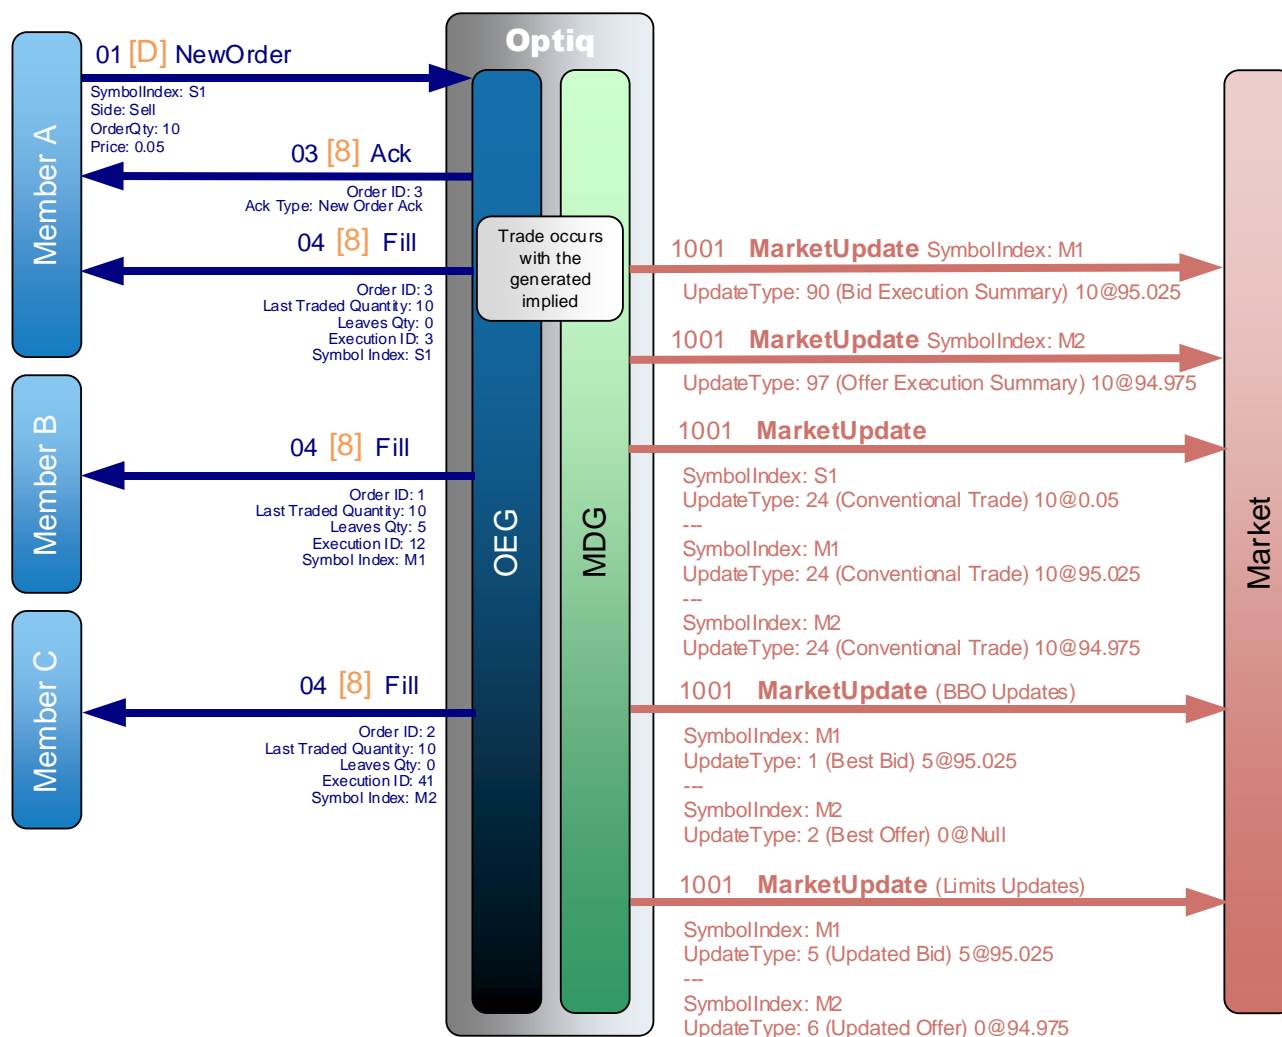 Optiq
Member A
01 [D] NewOrder
SymbolIndex: S1
Side: Sell
OrderQty: 10
Price: 0.05
03 [8] Ack
Order ID: 3
Ack Type: New Order Ack
04 [8] Fill
Order ID: 3
Last Traded Quantity: 10
Leaves Qty: 0
Execution ID: 3
Symbol Index: S1
Member B
04 [8] Fill
Order ID: 1
Last Traded Quantity: 10
Leaves Qty: 5
Execution ID: 12
Symbol Index: M1
Member C
04 [8] Fill
Order ID: 2
Last Traded Quantity: 10
Leaves Qty: 0
Execution ID: 41
Symbol Index: M2
OEG
MDG
Trade occurs
with the
generated
implied
1001 MarketUpdate SymbolIndex: M1
UpdateType: 90 (Bid Execution Summary) 10@95.025
1001 MarketUpdate SymbolIndex: M2
UpdateType: 97 (Offer Execution Summary) 10@94.975
1001 MarketUpdate
SymbolIndex: S1
UpdateType: 24 (Conventional Trade) 10@0.05
---
SymbolIndex: M1
UpdateType: 24 (Conventional Trade) 10@95.025
---
SymbolIndex: M2
UpdateType: 24 (Conventional Trade) 10@94.975
1001 MarketUpdate (BBO Updates)
SymbolIndex: M1
UpdateType: 1 (Best Bid) 5@95.025
---
SymbolIndex: M2
UpdateType: 2 (Best Offer) 0@Null
1001 MarketUpdate (Limits Updates)
SymbolIndex: M1
UpdateType: 5 (Updated Bid) 5@95.025
---
SymbolIndex: M2
UpdateType: 6 (Updated Offer) 0@94.975
Market